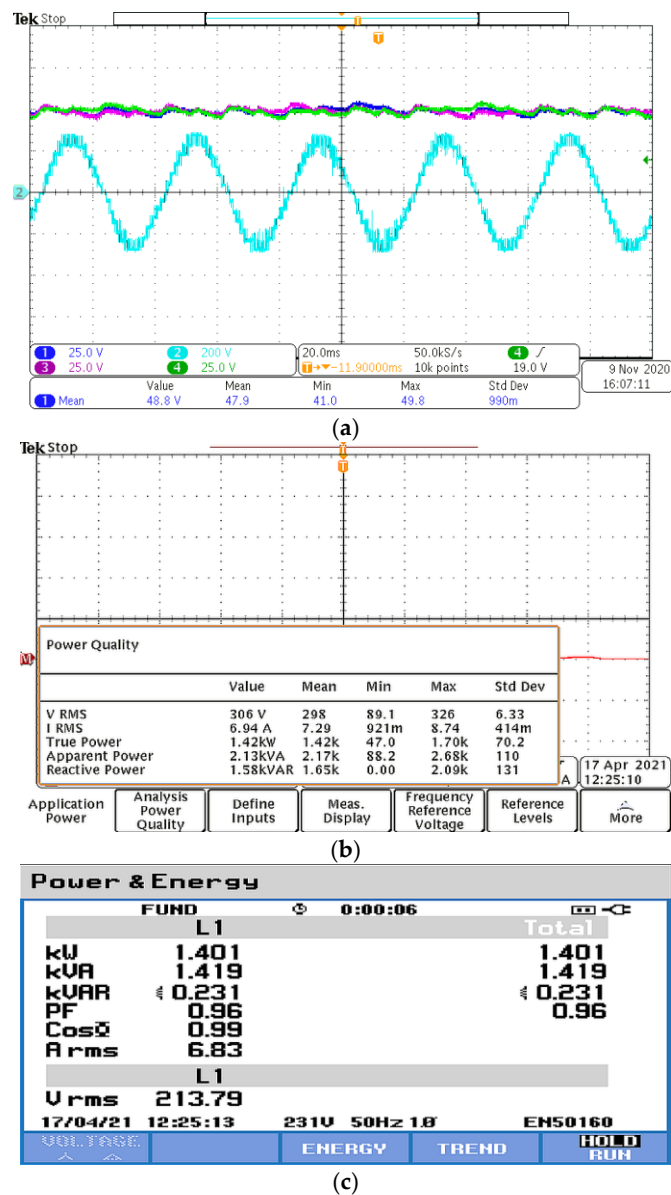 Tek Stop
T
T
2
1 25.0 V 2 200 V
3 25.0 V 4 25.0 V
20.0ms 50.0kS/s 4
T→▼−11.90000ms 10k points 19.0 V
9 Nov 2020
16:07:11
Value Mean Min Max Std Dev
1 Mean 48.8 V 47.9 41.0 49.8 990m
(a)
Tek Stop
T
T
M
Power Quality
Value Mean Min Max Std Dev
V RMS 306 V 298 89.1 326 6.33
I RMS 6.94 A 7.29 921m 8.74 414m
True Power 1.42kW 1.42k 47.0 1.70k 70.2
Apparent Power 2.13kVA 2.17k 88.2 2.68k 110
Reactive Power 1.58kVAR 1.65k 0.00 2.09k 131
A
17 Apr 2021
12:25:10
Application Power
Analysis Power Quality
Define Inputs
Meas. Display
Frequency Reference Voltage
Reference Levels
More
(b)
Power & Energy
FUND 0:00:06
L1 Total
kW 1.401 1.401
kVA 1.419 1.419
kVAR 0.231 0.231
PF 0.96 0.96
CosΦ 0.99
A rms 6.83
L1
V rms 213.79
17/04/21 12:25:13 231V 50Hz 1Ø EN50160
VOLTAGE
ENERGY
TREND
HOLD
RUN
(c)